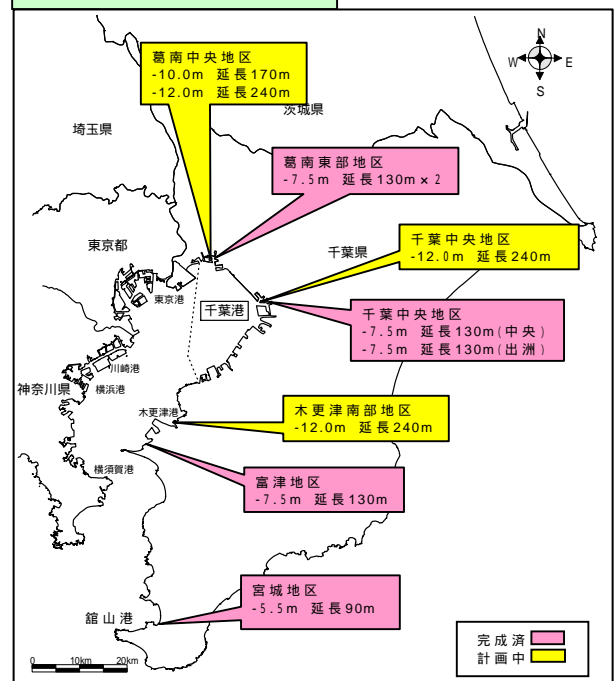 葛南中央地区
-10.0m 延長170m
-12.0m 延長240m
N
W E
S
茨城県
埼玉県
葛南東部地区
-7.5m 延長130m×2
東京都
千葉県
千葉中央地区
-12.0m 延長240m
東京港
千葉港
千葉中央地区
-7.5m 延長130m(中央)
-7.5m 延長130m(出洲)
川崎港
神奈川県
横浜港
木更津港
木更津南部地区
-12.0m 延長240m
横須賀港
富津地区
-7.5m 延長130m
宮城地区
-5.5m 延長90m
舘山港
完成済
計画中
0 10km 20km